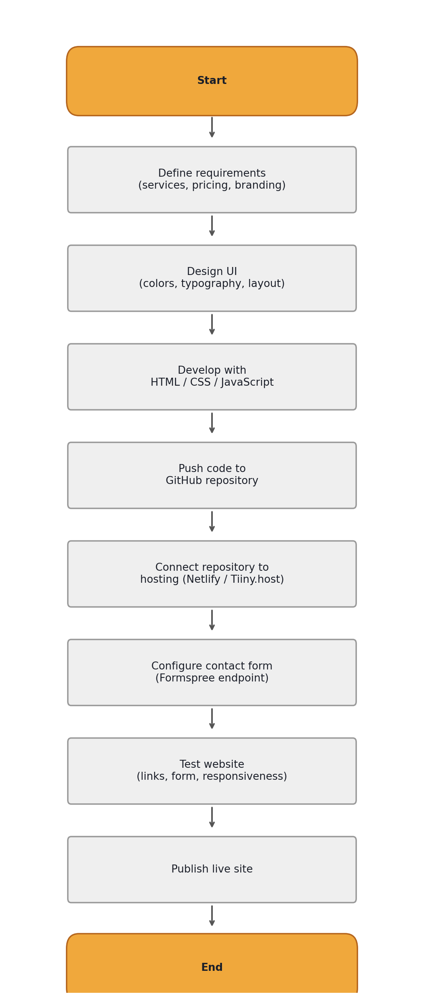 Start
Define requirements
(services, pricing, branding)
Design UI
(colors, typography, layout)
Develop with
HTML / CSS / JavaScript
Push code to
GitHub repository
Connect repository to
hosting (Netlify / Tiiny.host)
Configure contact form
(Formspree endpoint)
Test website
(links, form, responsiveness)
Publish live site
End